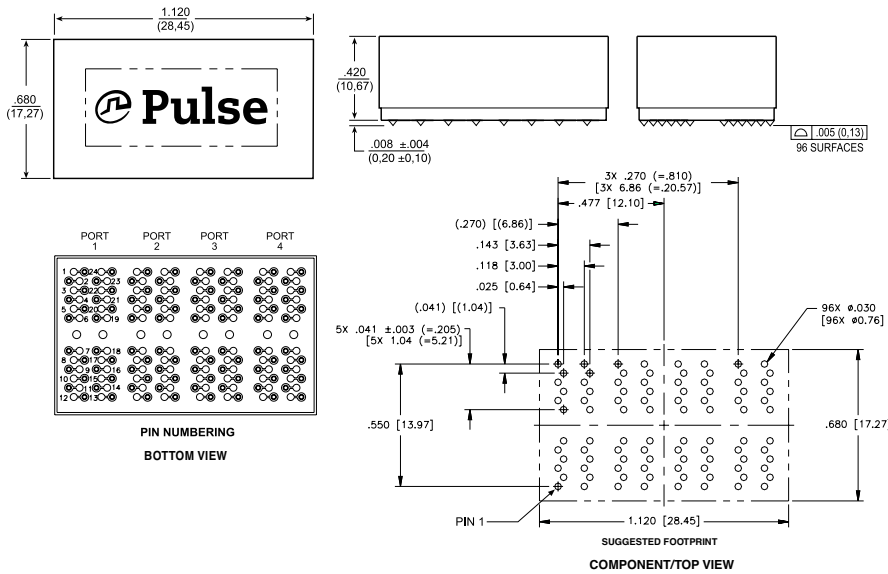 1.120
(28,45)
.680
(17,27)
Pulse
.420
(10,67)
.008 ±.004
(0,20 ±0,10)
.005 (0,13)
96 SURFACES
PORT
1
PORT
2
PORT
3
PORT
4
1 24
2 23
3 22
4 21
5 20
6 19
7 18
8 17
9 16
10 15
11 14
12 13
PIN NUMBERING
BOTTOM VIEW
3X .270 (=.810)
[3X 6.86 (=.20.57)]
.477 [12.10]
(.270) [(6.86)]
.143 [3.63]
.118 [3.00]
.025 [0.64]
(.041) [(1.04)]
5X .041 ±.003 (=.205)
[5X 1.04 (=5.21)]
96X ø.030
[96X ø0.76]
.550 [13.97]
.680 [17.27]
PIN 1
1.120 [28.45]
SUGGESTED FOOTPRINT
COMPONENT/TOP VIEW